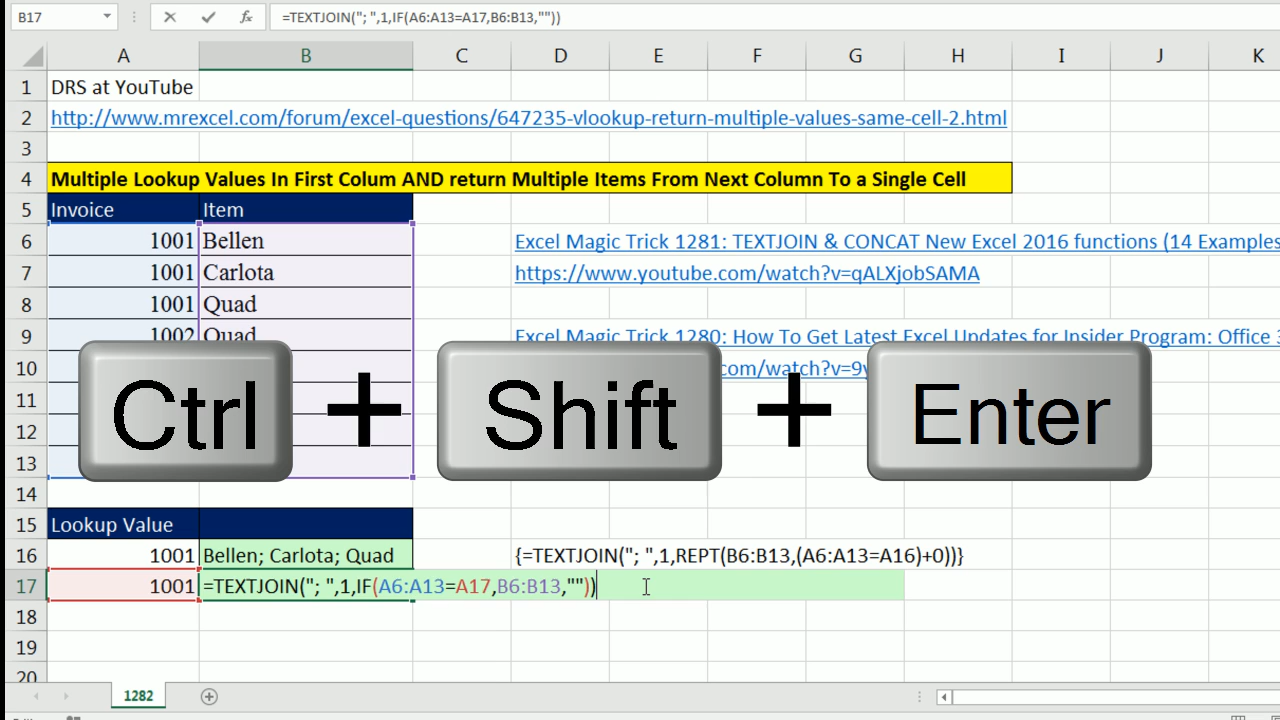 B17 fx =TEXTJOIN("; ",1,IF(A6:A13=A17,B6:B13,""))
A B C D E F G H I J K
1 DRS at YouTube
2 http://www.mrexcel.com/forum/excel-questions/647235-vlookup-return-multiple-values-same-cell-2.html
3
4 Multiple Lookup Values In First Colum AND return Multiple Items From Next Column To a Single Cell
5 Invoice Item
6 1001 Bellen Excel Magic Trick 1281: TEXTJOIN & CONCAT New Excel 2016 functions (14 Examples
7 1001 Carlota https://www.youtube.com/watch?v=qALXjobSAMA
8 1001 Quad
9 1002 Quad Excel Magic Trick 1280: How To Get Latest Excel Updates for Insider Program: Office 3
10 com/watch?v=9y
11
12
13
Ctrl + Shift + Enter
14
15 Lookup Value
16 1001 Bellen; Carlota; Quad {=TEXTJOIN("; ",1,REPT(B6:B13,(A6:A13=A16)+0))}
17 1001 =TEXTJOIN("; ",1,IF(A6:A13=A17,B6:B13,""))
18
19
20
1282